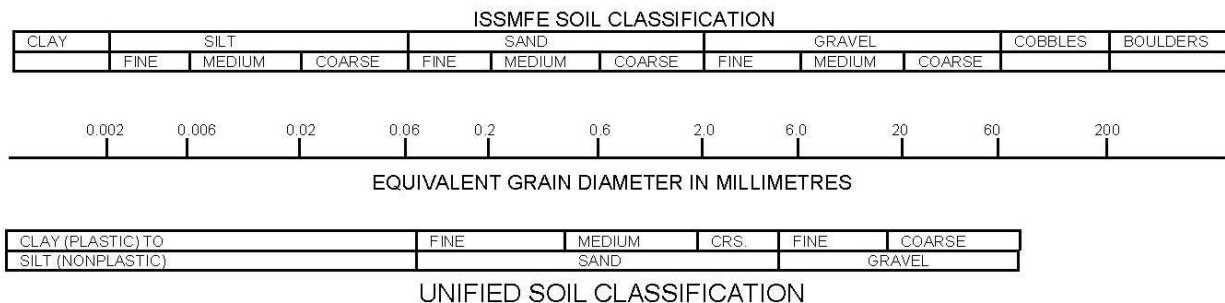 ISSMFE SOIL CLASSIFICATION
CLAY SILT SAND GRAVEL COBBLES BOULDERS
FINE MEDIUM COARSE FINE MEDIUM COARSE FINE MEDIUM COARSE
0.002 0.006 0.02 0.06 0.2 0.6 2.0 6.0 20 60 200
EQUIVALENT GRAIN DIAMETER IN MILLIMETRES
CLAY (PLASTIC) TO FINE MEDIUM CRS. FINE COARSE
SILT (NONPLASTIC) SAND GRAVEL
UNIFIED SOIL CLASSIFICATION